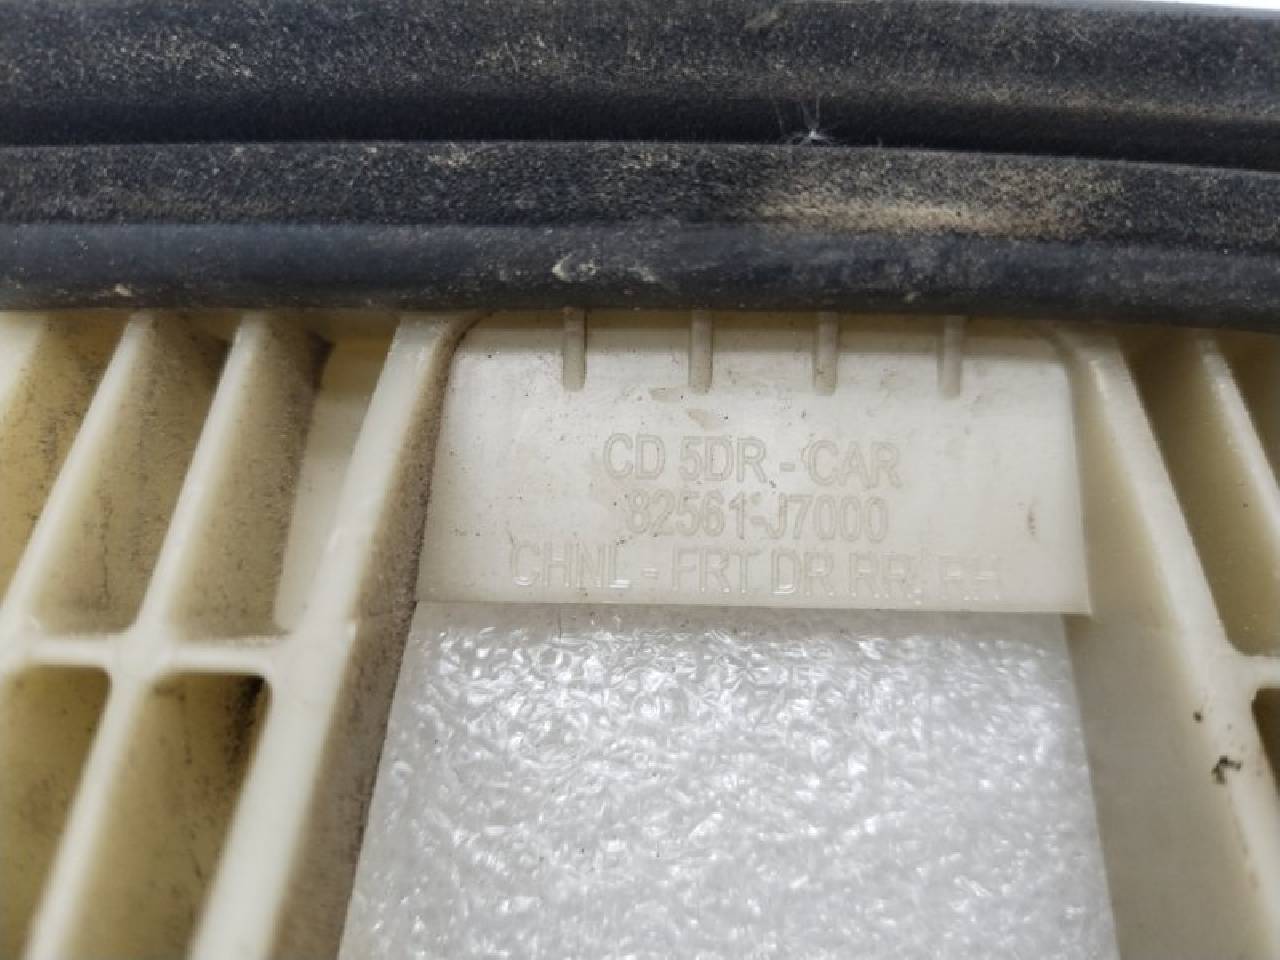 CD 5DR - CAR
82561-J7000
CHNL - FRT DR RR, RH